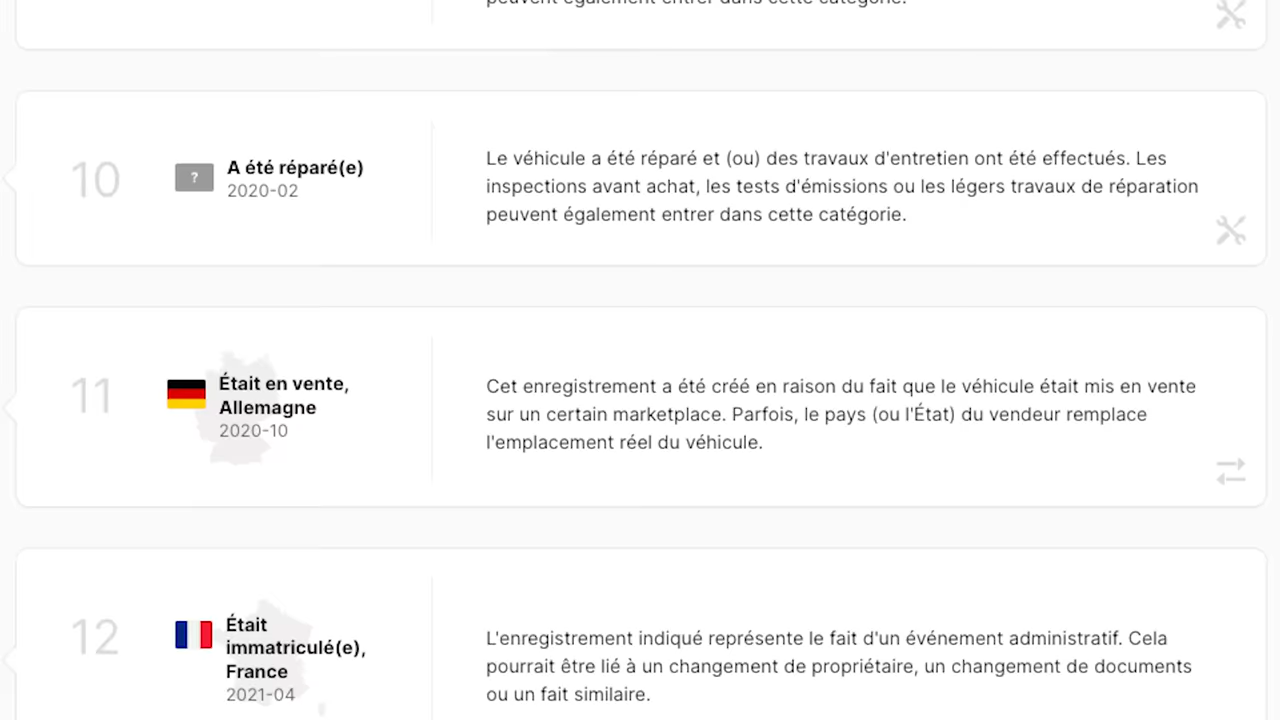 peuvent également entrer dans cette catégorie.
10
?
A été réparé(e)
2020-02
Le véhicule a été réparé et (ou) des travaux d'entretien ont été effectués. Les
inspections avant achat, les tests d'émissions ou les légers travaux de réparation
peuvent également entrer dans cette catégorie.
11
Était en vente,
Allemagne
2020-10
Cet enregistrement a été créé en raison du fait que le véhicule était mis en vente
sur un certain marketplace. Parfois, le pays (ou l'État) du vendeur remplace
l'emplacement réel du véhicule.
12
Était
immatriculé(e),
France
2021-04
L'enregistrement indiqué représente le fait d'un événement administratif. Cela
pourrait être lié à un changement de propriétaire, un changement de documents
ou un fait similaire.